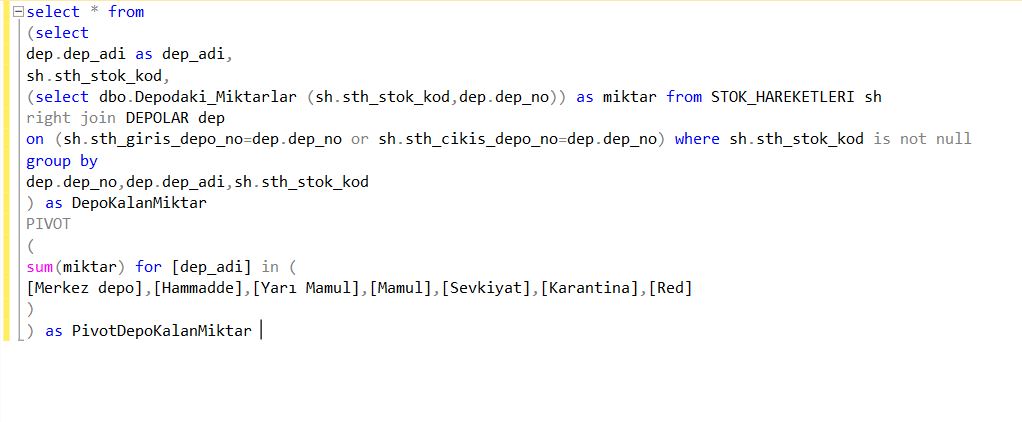 select * from
(select
dep.dep_adi as dep_adi,
sh.sth_stok_kod,
(select dbo.Depodaki_Miktarlar (sh.sth_stok_kod,dep.dep_no)) as miktar from STOK_HAREKETLERI sh
right join DEPOLAR dep
on (sh.sth_giris_depo_no=dep.dep_no or sh.sth_cikis_depo_no=dep.dep_no) where sh.sth_stok_kod is not null
group by
dep.dep_no,dep.dep_adi,sh.sth_stok_kod
) as DepoKalanMiktar
PIVOT
(
sum(miktar) for [dep_adi] in (
[Merkez depo],[Hammadde],[Yarı Mamul],[Mamul],[Sevkiyat],[Karantina],[Red]
)
) as PivotDepoKalanMiktar